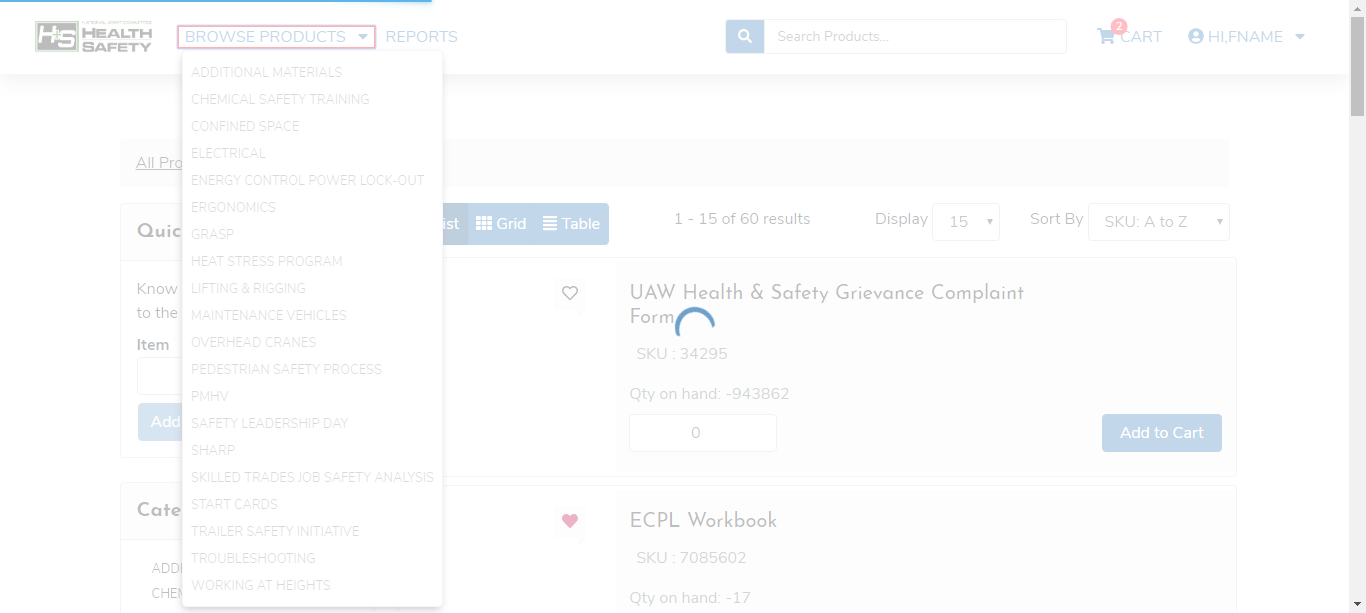 H+S HEALTH
SAFETY
BROWSE PRODUCTS
REPORTS
Search Products...
2
CART
HI,FNAME
ADDITIONAL MATERIALS
CHEMICAL SAFETY TRAINING
CONFINED SPACE
ELECTRICAL
ENERGY CONTROL POWER LOCK-OUT
ERGONOMICS
GRASP
HEAT STRESS PROGRAM
LIFTING & RIGGING
MAINTENANCE VEHICLES
OVERHEAD CRANES
PEDESTRIAN SAFETY PROCESS
PMHV
SAFETY LEADERSHIP DAY
SHARP
SKILLED TRADES JOB SAFETY ANALYSIS
START CARDS
TRAILER SAFETY INITIATIVE
TROUBLESHOOTING
WORKING AT HEIGHTS
All Pro
Quic
Know
to the
Item
Add
Cate
ADDI
CHEM
ist
Grid
Table
1 - 15 of 60 results
Display
15
Sort By
SKU: A to Z
UAW Health & Safety Grievance Complaint
Form
SKU : 34295
Qty on hand: -943862
0
Add to Cart
ECPL Workbook
SKU : 7085602
Qty on hand: -17